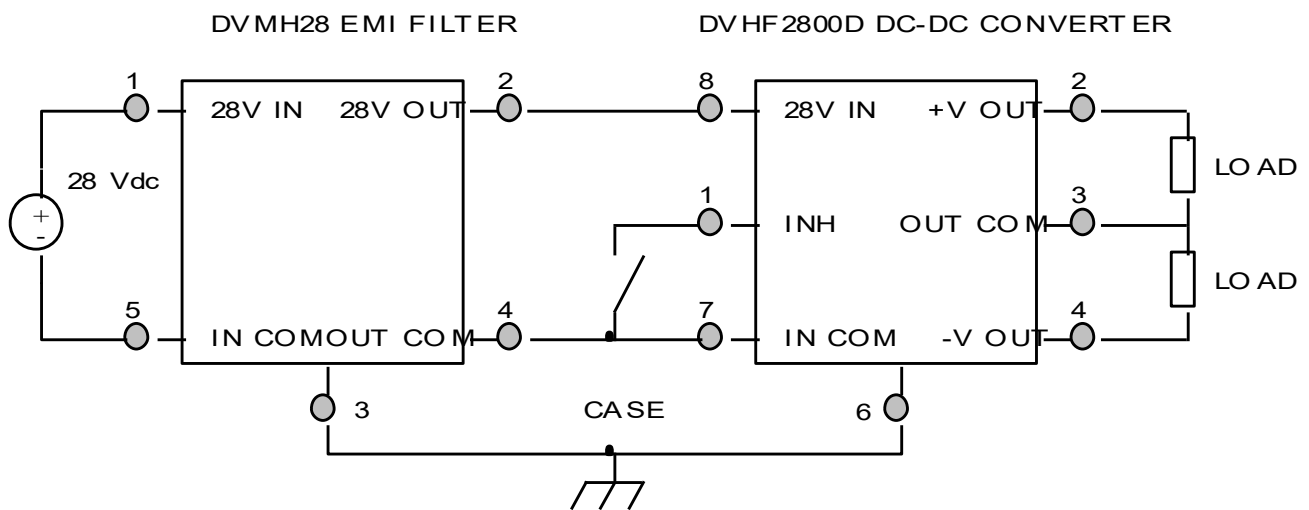 DVMH28 EMI FILTER DVHF2800D DC-DC CONVERTER
1 2 8 2
28V IN 28V OUT 28V IN +V OUT
28 Vdc LOAD
+
-
1 3
INH OUT COM
LOAD
5 4 7 4
IN COM OUT COM IN COM -V OUT
3 CASE 6